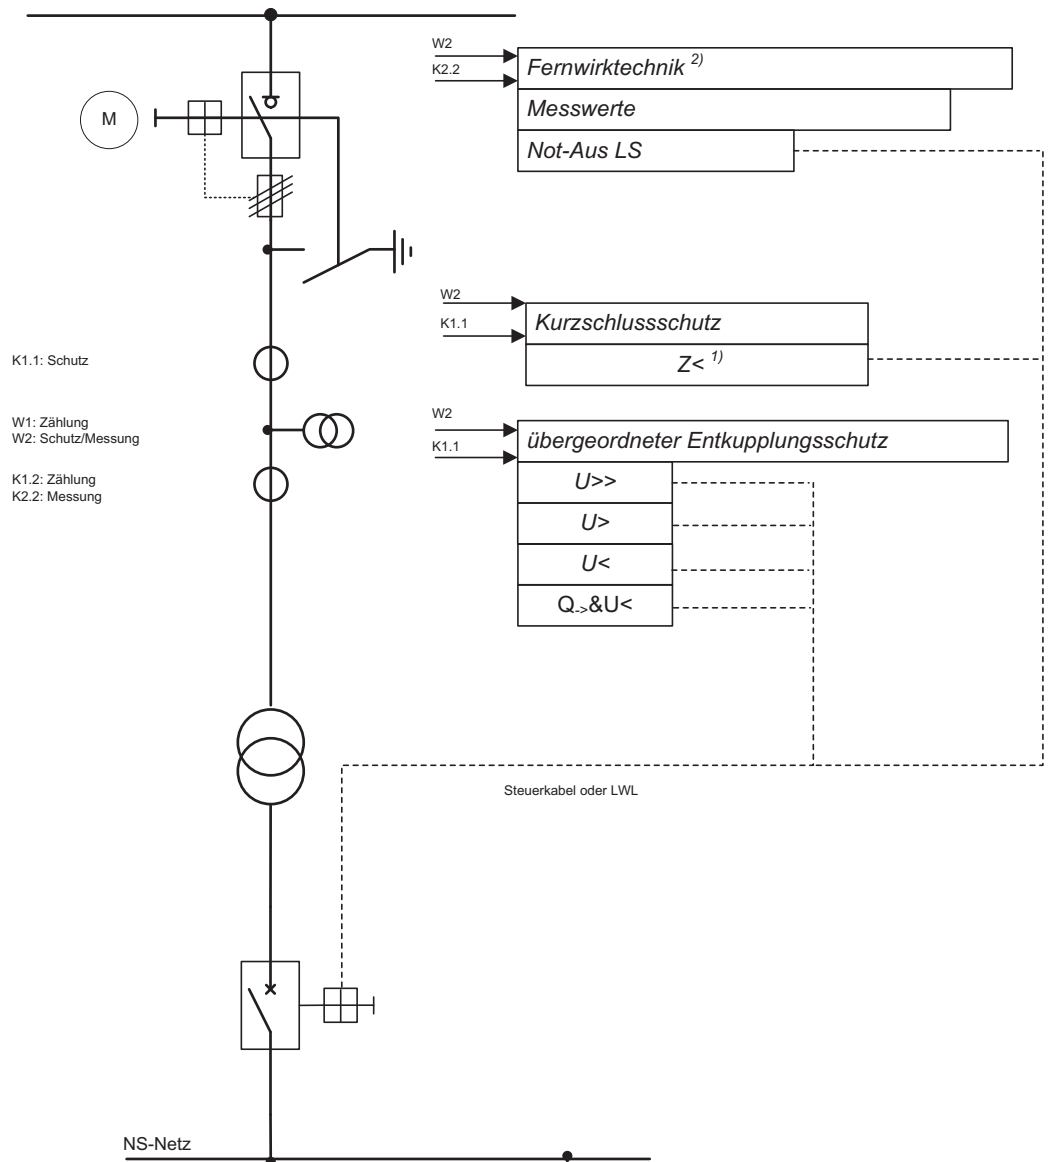 W2
Fernwirktechnik 2)
K2.2
M
Messwerte
Not-Aus LS
W2
K1.1
Kurzschlussschutz
K1.1: Schutz
Z< 1)
W1: Zählung
W2: Schutz/Messung
W2
K1.1
übergeordneter Entkupplungsschutz
K1.2: Zählung
K2.2: Messung
U>>
U>
U<
Q->&U<
Steuerkabel oder LWL
NS-Netz